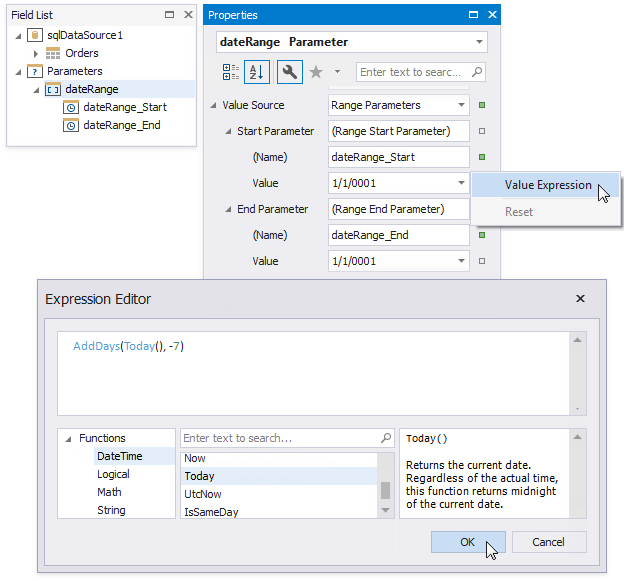 Field List
sqlDataSource1
Orders
Parameters
dateRange
dateRange_Start
dateRange_End
Properties
dateRange Parameter
Enter text to searc...
Value Source Range Parameters
Start Parameter (Range Start Parameter)
(Name) dateRange_Start
Value 1/1/0001
End Parameter (Range End Parameter)
(Name) dateRange_End
Value 1/1/0001
Value Expression
Reset
Expression Editor
AddDays(Today(), -7)
Functions
DateTime
Logical
Math
String
Enter text to search...
Now
Today
UtcNow
IsSameDay
Today()
Returns the current date.
Regardless of the actual time,
this function returns midnight
of the current date.
OK Cancel